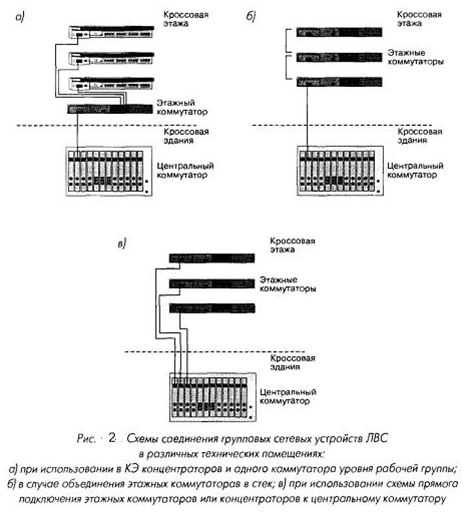 а)
Кроссовая
этажа
Этажный
коммутатор
Кроссовая
здания
Центральный
коммутатор
б)
Кроссовая
этажа
Этажные
коммутаторы
Кроссовая
здания
Центральный
коммутатор
в)
Кроссовая
этажа
Этажные
коммутаторы
Кроссовая
здания
Центральный
коммутатор
Рис. · 2 . Схемы соединения групповых сетевых устройств ЛВС
в различных технических помещениях:
а) при использовании в КЭ концентраторов и одного коммутатора уровня рабочей группы;
б) в случае объединения этажных коммутаторов в стек; в) при использовании схемы прямого
подключения этажных коммутаторов или концентраторов к центральному коммутатору